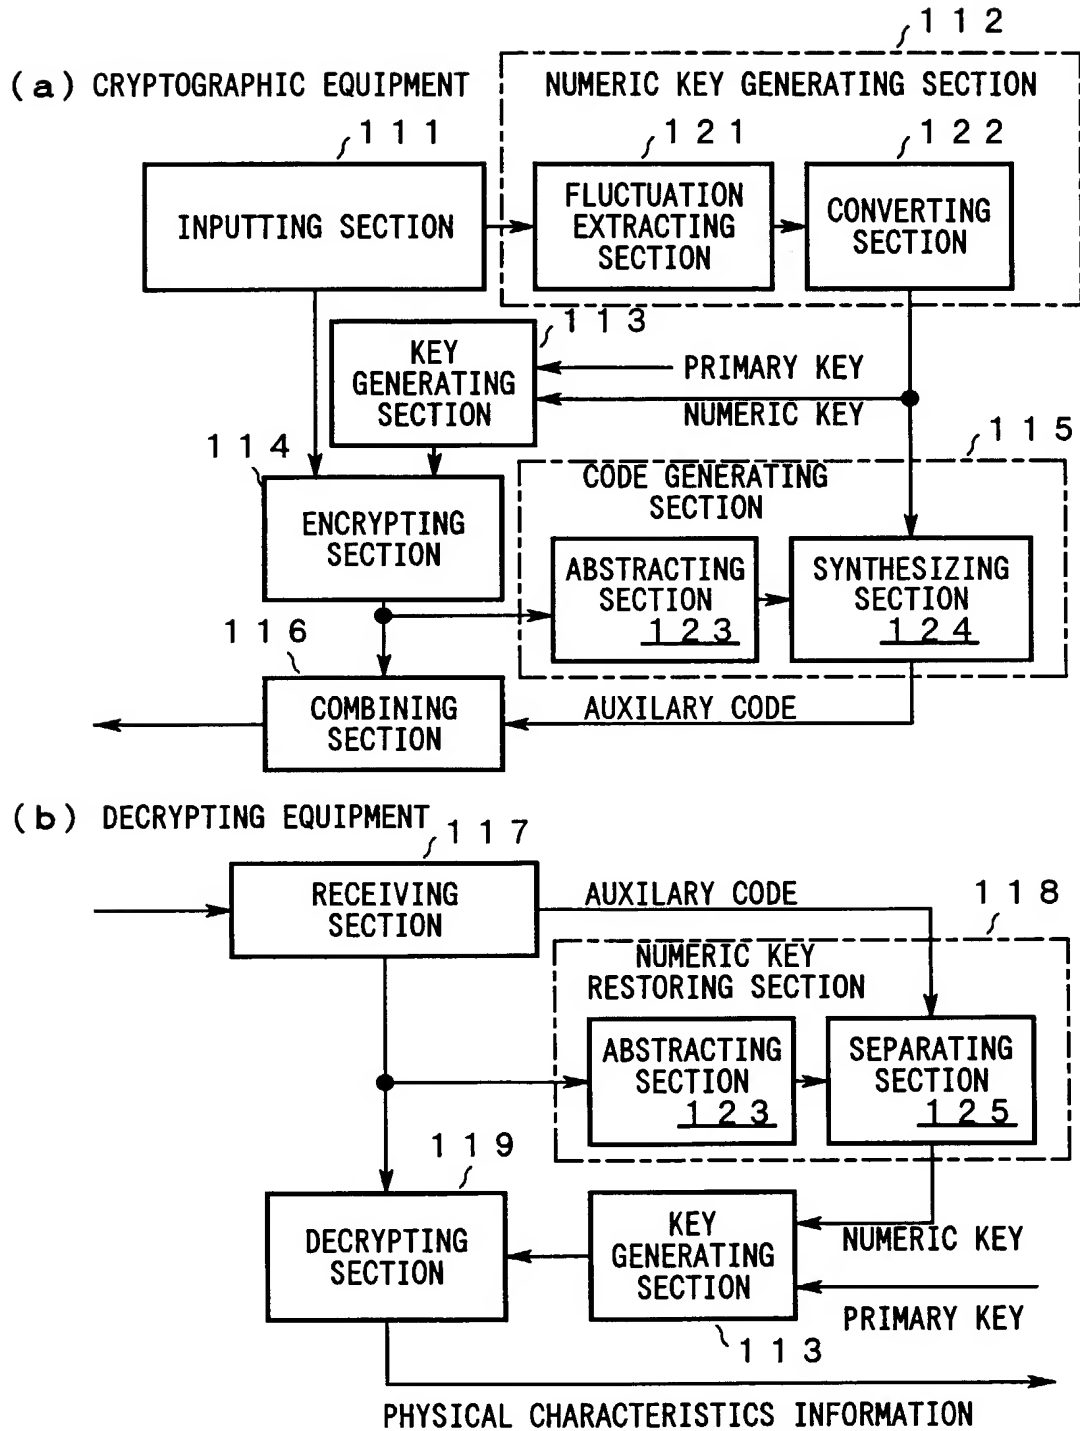 112
(a) CRYPTOGRAPHIC EQUIPMENT
NUMERIC KEY GENERATING SECTION
111
121
122
INPUTTING SECTION
FLUCTUATION
EXTRACTING
SECTION
CONVERTING
SECTION
113
KEY
GENERATING
SECTION
PRIMARY KEY
NUMERIC KEY
114
115
CODE GENERATING
SECTION
ENCRYPTING
SECTION
ABSTRACTING
SECTION
123
SYNTHESIZING
SECTION
124
116
COMBINING
SECTION
AUXILARY CODE
(b) DECRYPTING EQUIPMENT
117
RECEIVING
SECTION
AUXILARY CODE
118
NUMERIC KEY
RESTORING SECTION
ABSTRACTING
SECTION
123
SEPARATING
SECTION
125
119
DECRYPTING
SECTION
KEY
GENERATING
SECTION
NUMERIC KEY
PRIMARY KEY
113
PHYSICAL CHARACTERISTICS INFORMATION